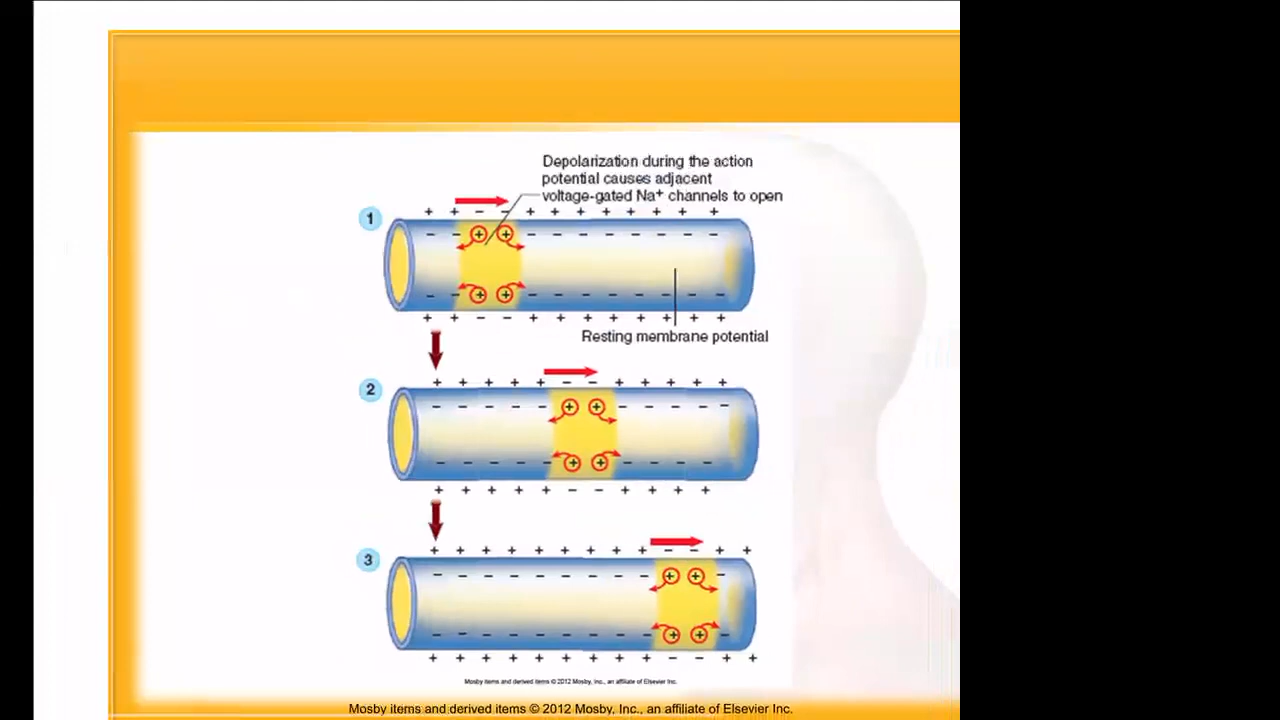 Depolarization during the action
potential causes adjacent
voltage-gated Na+ channels to open
1
Resting membrane potential
2
3
Mosby items and derived items © 2012 Mosby, Inc., an affiliate of Elsevier Inc.
Mosby items and derived items © 2012 Mosby, Inc., an affiliate of Elsevier Inc.